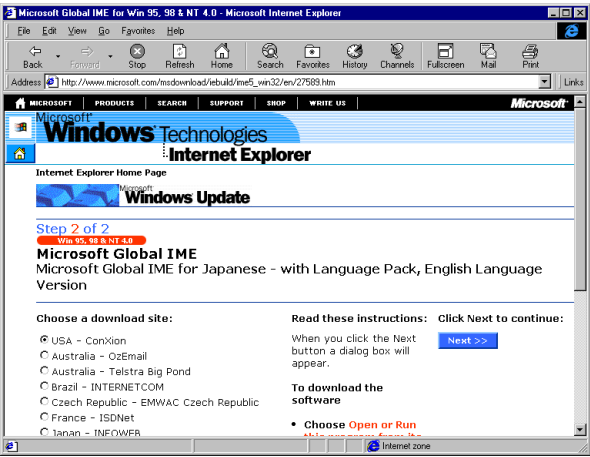 Microsoft Global IME for Win 95, 98 & NT 4.0 - Microsoft Internet Explorer
File Edit View Go Favorites Help
Back Forward Stop Refresh Home Search Favorites History Channels Fullscreen Mail Print
Address http://www.microsoft.com/msdownload/iebuild/ime5_win32/en/27589.htm Links
MICROSOFT PRODUCTS SEARCH SUPPORT SHOP WRITE US Microsoft
Microsoft
Windows Technologies
Internet Explorer
Internet Explorer Home Page
Microsoft
Windows Update
Step 2 of 2
Win 95, 98 & NT 4.0
Microsoft Global IME
Microsoft Global IME for Japanese - with Language Pack, English Language
Version
Choose a download site:
USA - ConXion
Australia - OzEmail
Australia - Telstra Big Pond
Brazil - INTERNETCOM
Czech Republic - EMWAC Czech Republic
France - ISDNet
Japan - INFOWEB
Read these instructions:
When you click the Next
button a dialog box will
appear.
To download the
software
• Choose Open or Run
this program from its
Click Next to continue:
Next >>
Internet zone